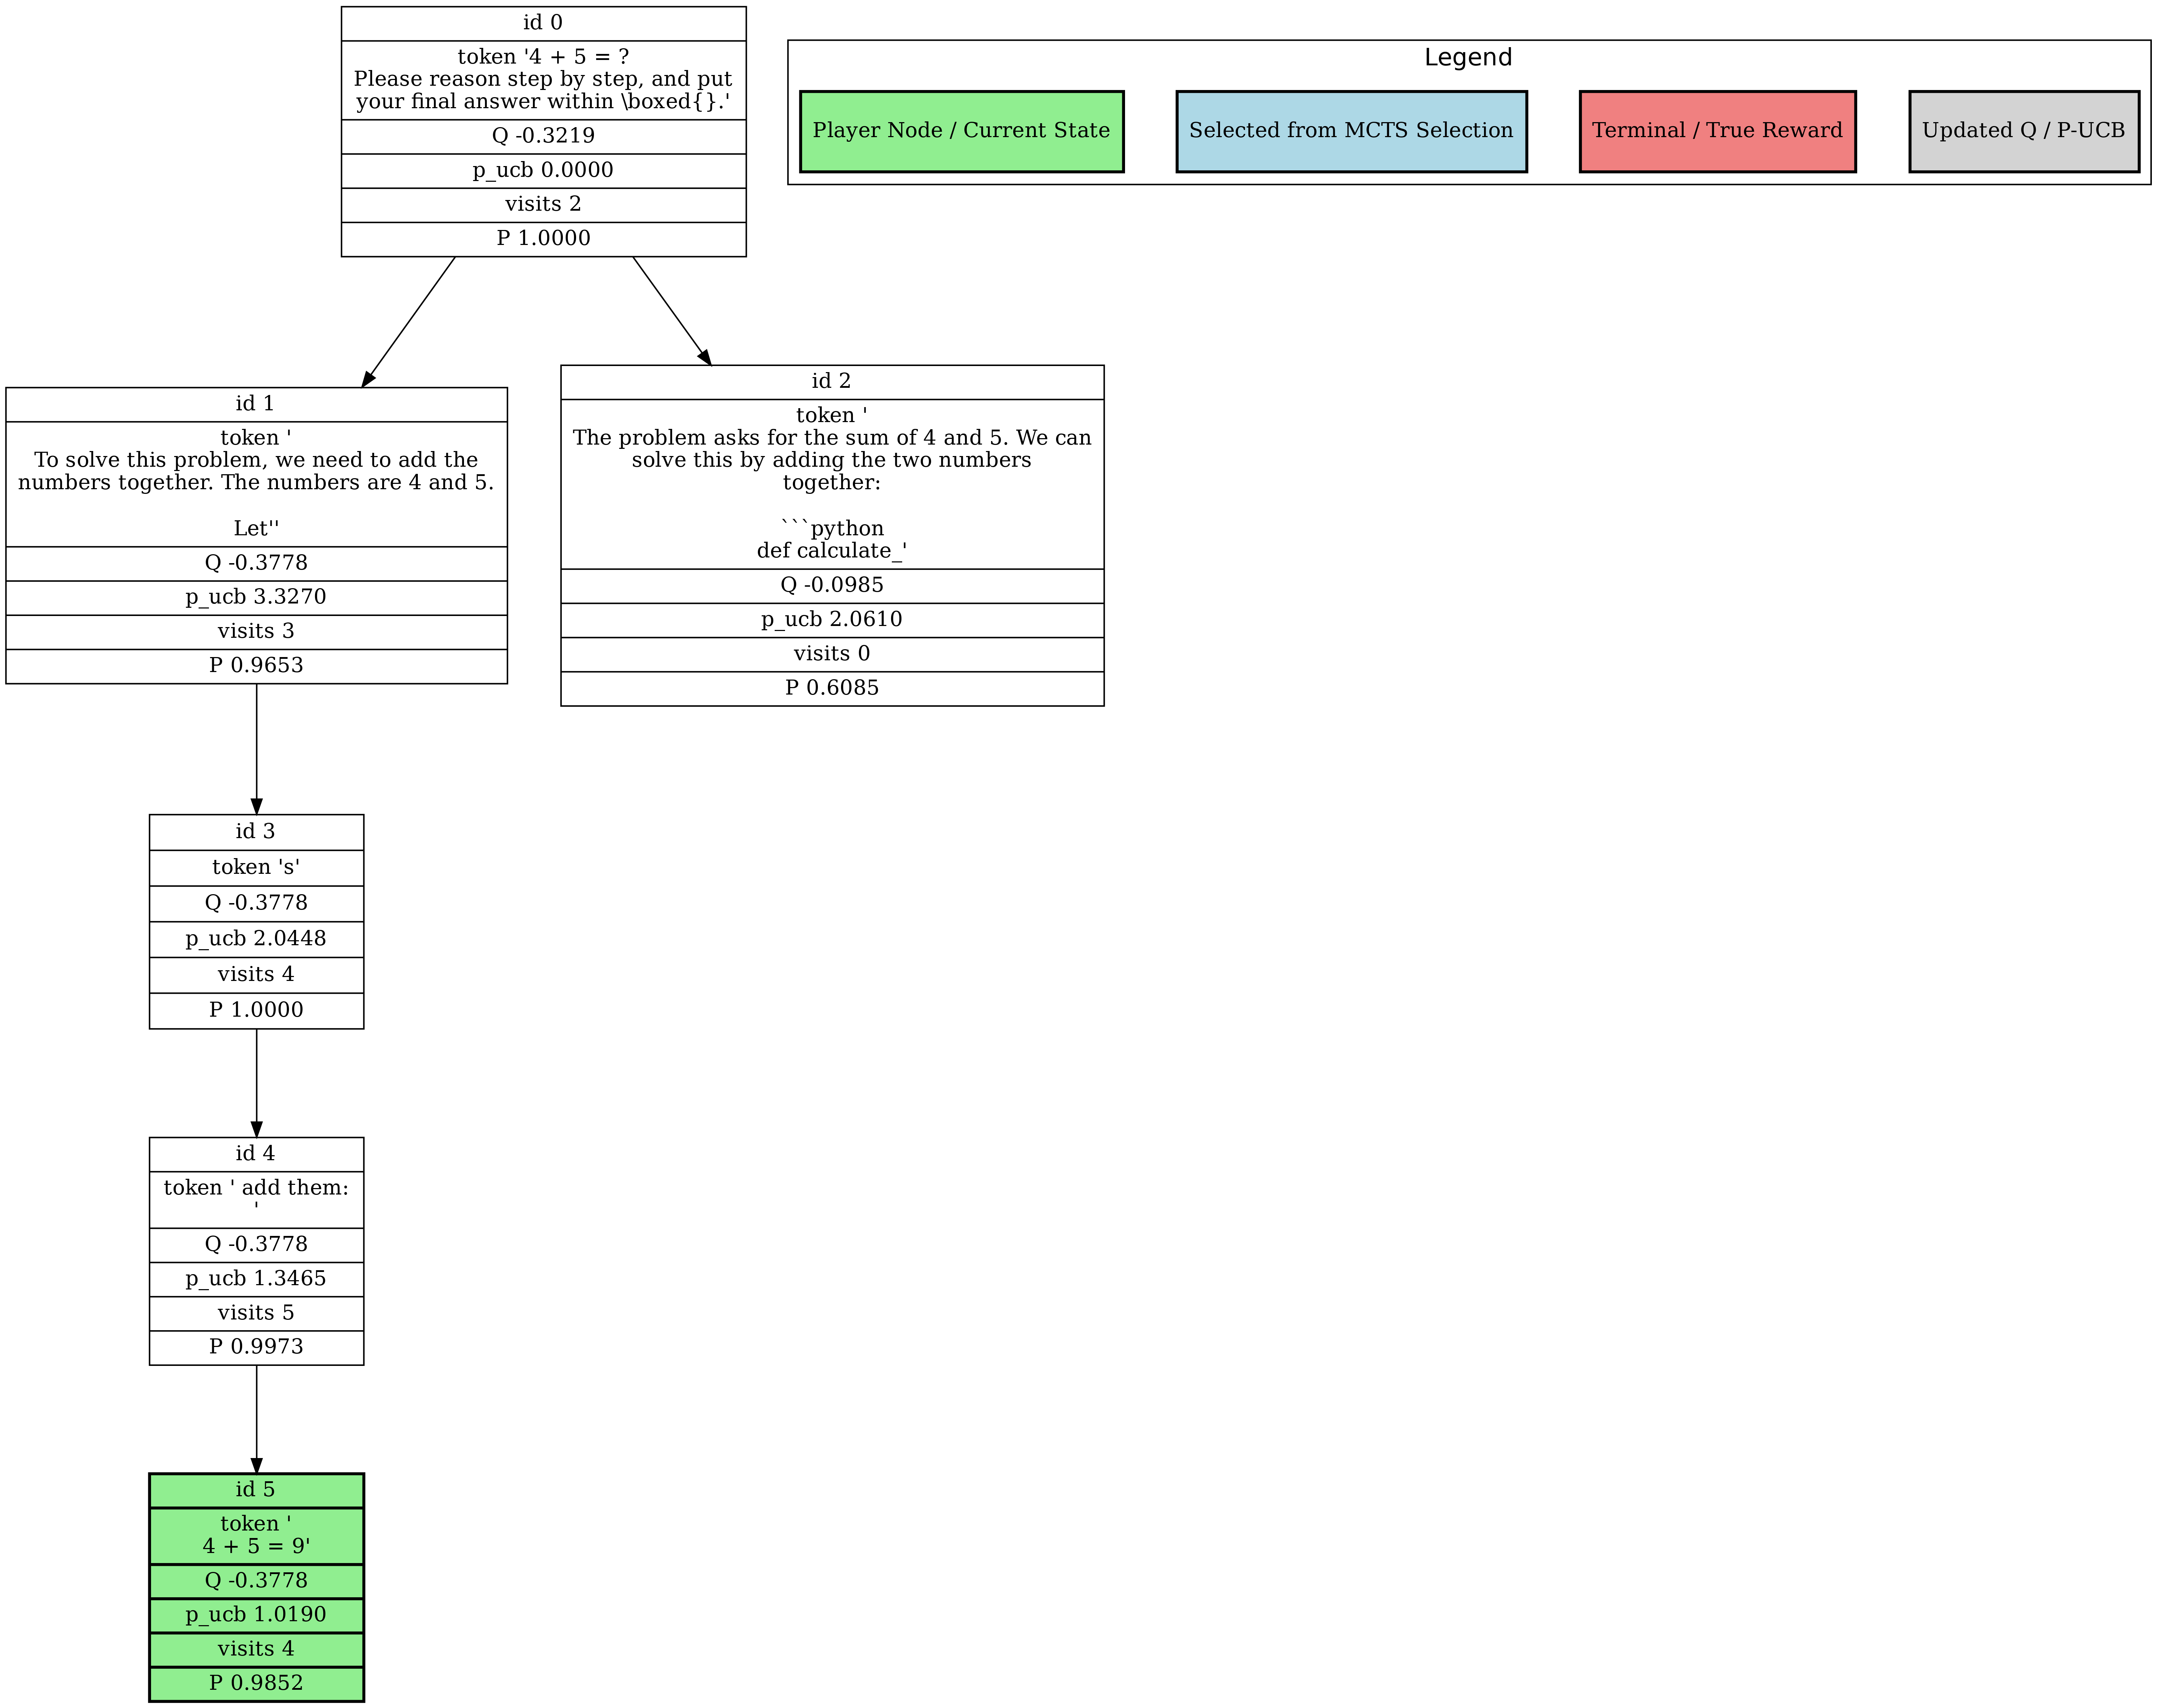 id 0
token '4 + 5 = ?
Please reason step by step, and put
your final answer within \boxed{}.'
Q -0.3219
p_ucb 0.0000
visits 2
P 1.0000
Legend
Player Node / Current State
Selected from MCTS Selection
Terminal / True Reward
Updated Q / P-UCB
id 1
token '
To solve this problem, we need to add the
numbers together. The numbers are 4 and 5.

Let''
Q -0.3778
p_ucb 3.3270
visits 3
P 0.9653
id 2
token '
The problem asks for the sum of 4 and 5. We can
solve this by adding the two numbers
together:

```python
def calculate_'
Q -0.0985
p_ucb 2.0610
visits 0
P 0.6085
id 3
token 's'
Q -0.3778
p_ucb 2.0448
visits 4
P 1.0000
id 4
token ' add them:
'
Q -0.3778
p_ucb 1.3465
visits 5
P 0.9973
id 5
token '
4 + 5 = 9'
Q -0.3778
p_ucb 1.0190
visits 4
P 0.9852